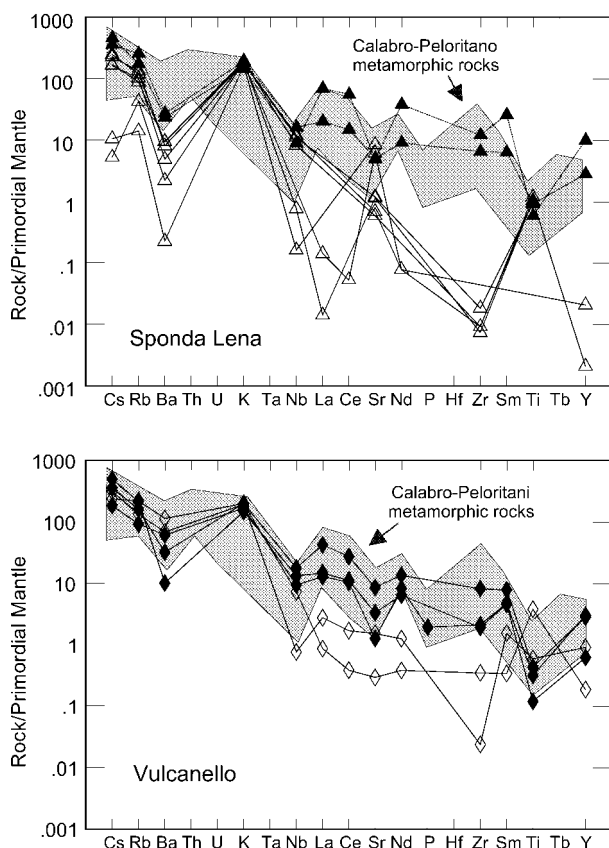 1000
Calabro-Peloritano
metamorphic rocks
100
10
1
.1
.01
.001
Rock/Primordial Mantle
Sponda Lena
Cs Rb Ba Th U K Ta Nb La Ce Sr Nd P Hf Zr Sm Ti Tb Y
1000
Calabro-Peloritani
metamorphic rocks
100
10
1
.1
.01
.001
Rock/Primordial Mantle
Vulcanello
Cs Rb Ba Th U K Ta Nb La Ce Sr Nd P Hf Zr Sm Ti Tb Y